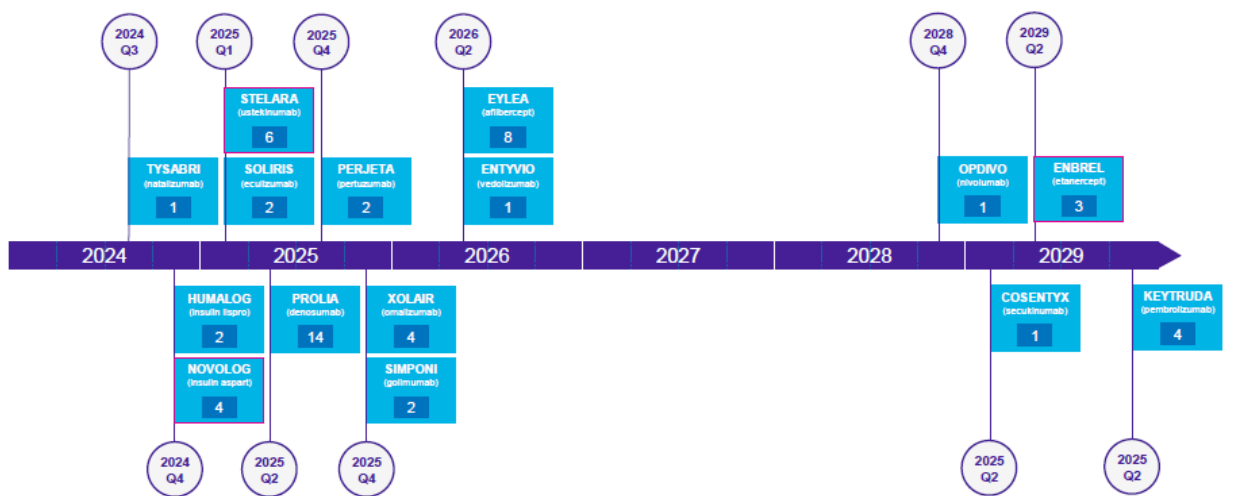 2024
Q3
2025
Q1
2025
Q4
2026
Q2
2028
Q4
2029
Q2
STELARA
(ustekinumab)
6
EYLEA
(aflibercept)
8
TYSABRI
(natalizumab)
1
SOLIRIS
(eculizumab)
2
PERJETA
(pertuzumab)
2
ENTYVIO
(vedolizumab)
1
OPDIVO
(nivolumab)
1
ENBREL
(etanercept)
3
2024
2025
2026
2027
2028
2029
HUMALOG
(insulin lispro)
2
PROLIA
(denosumab)
14
XOLAIR
(omalizumab)
4
COSENTYX
(secukinumab)
1
KEYTRUDA
(pembrolizumab)
4
NOVOLOG
(insulin aspart)
4
SIMPONI
(golimumab)
2
2024
Q4
2025
Q2
2025
Q4
2025
Q2
2025
Q2